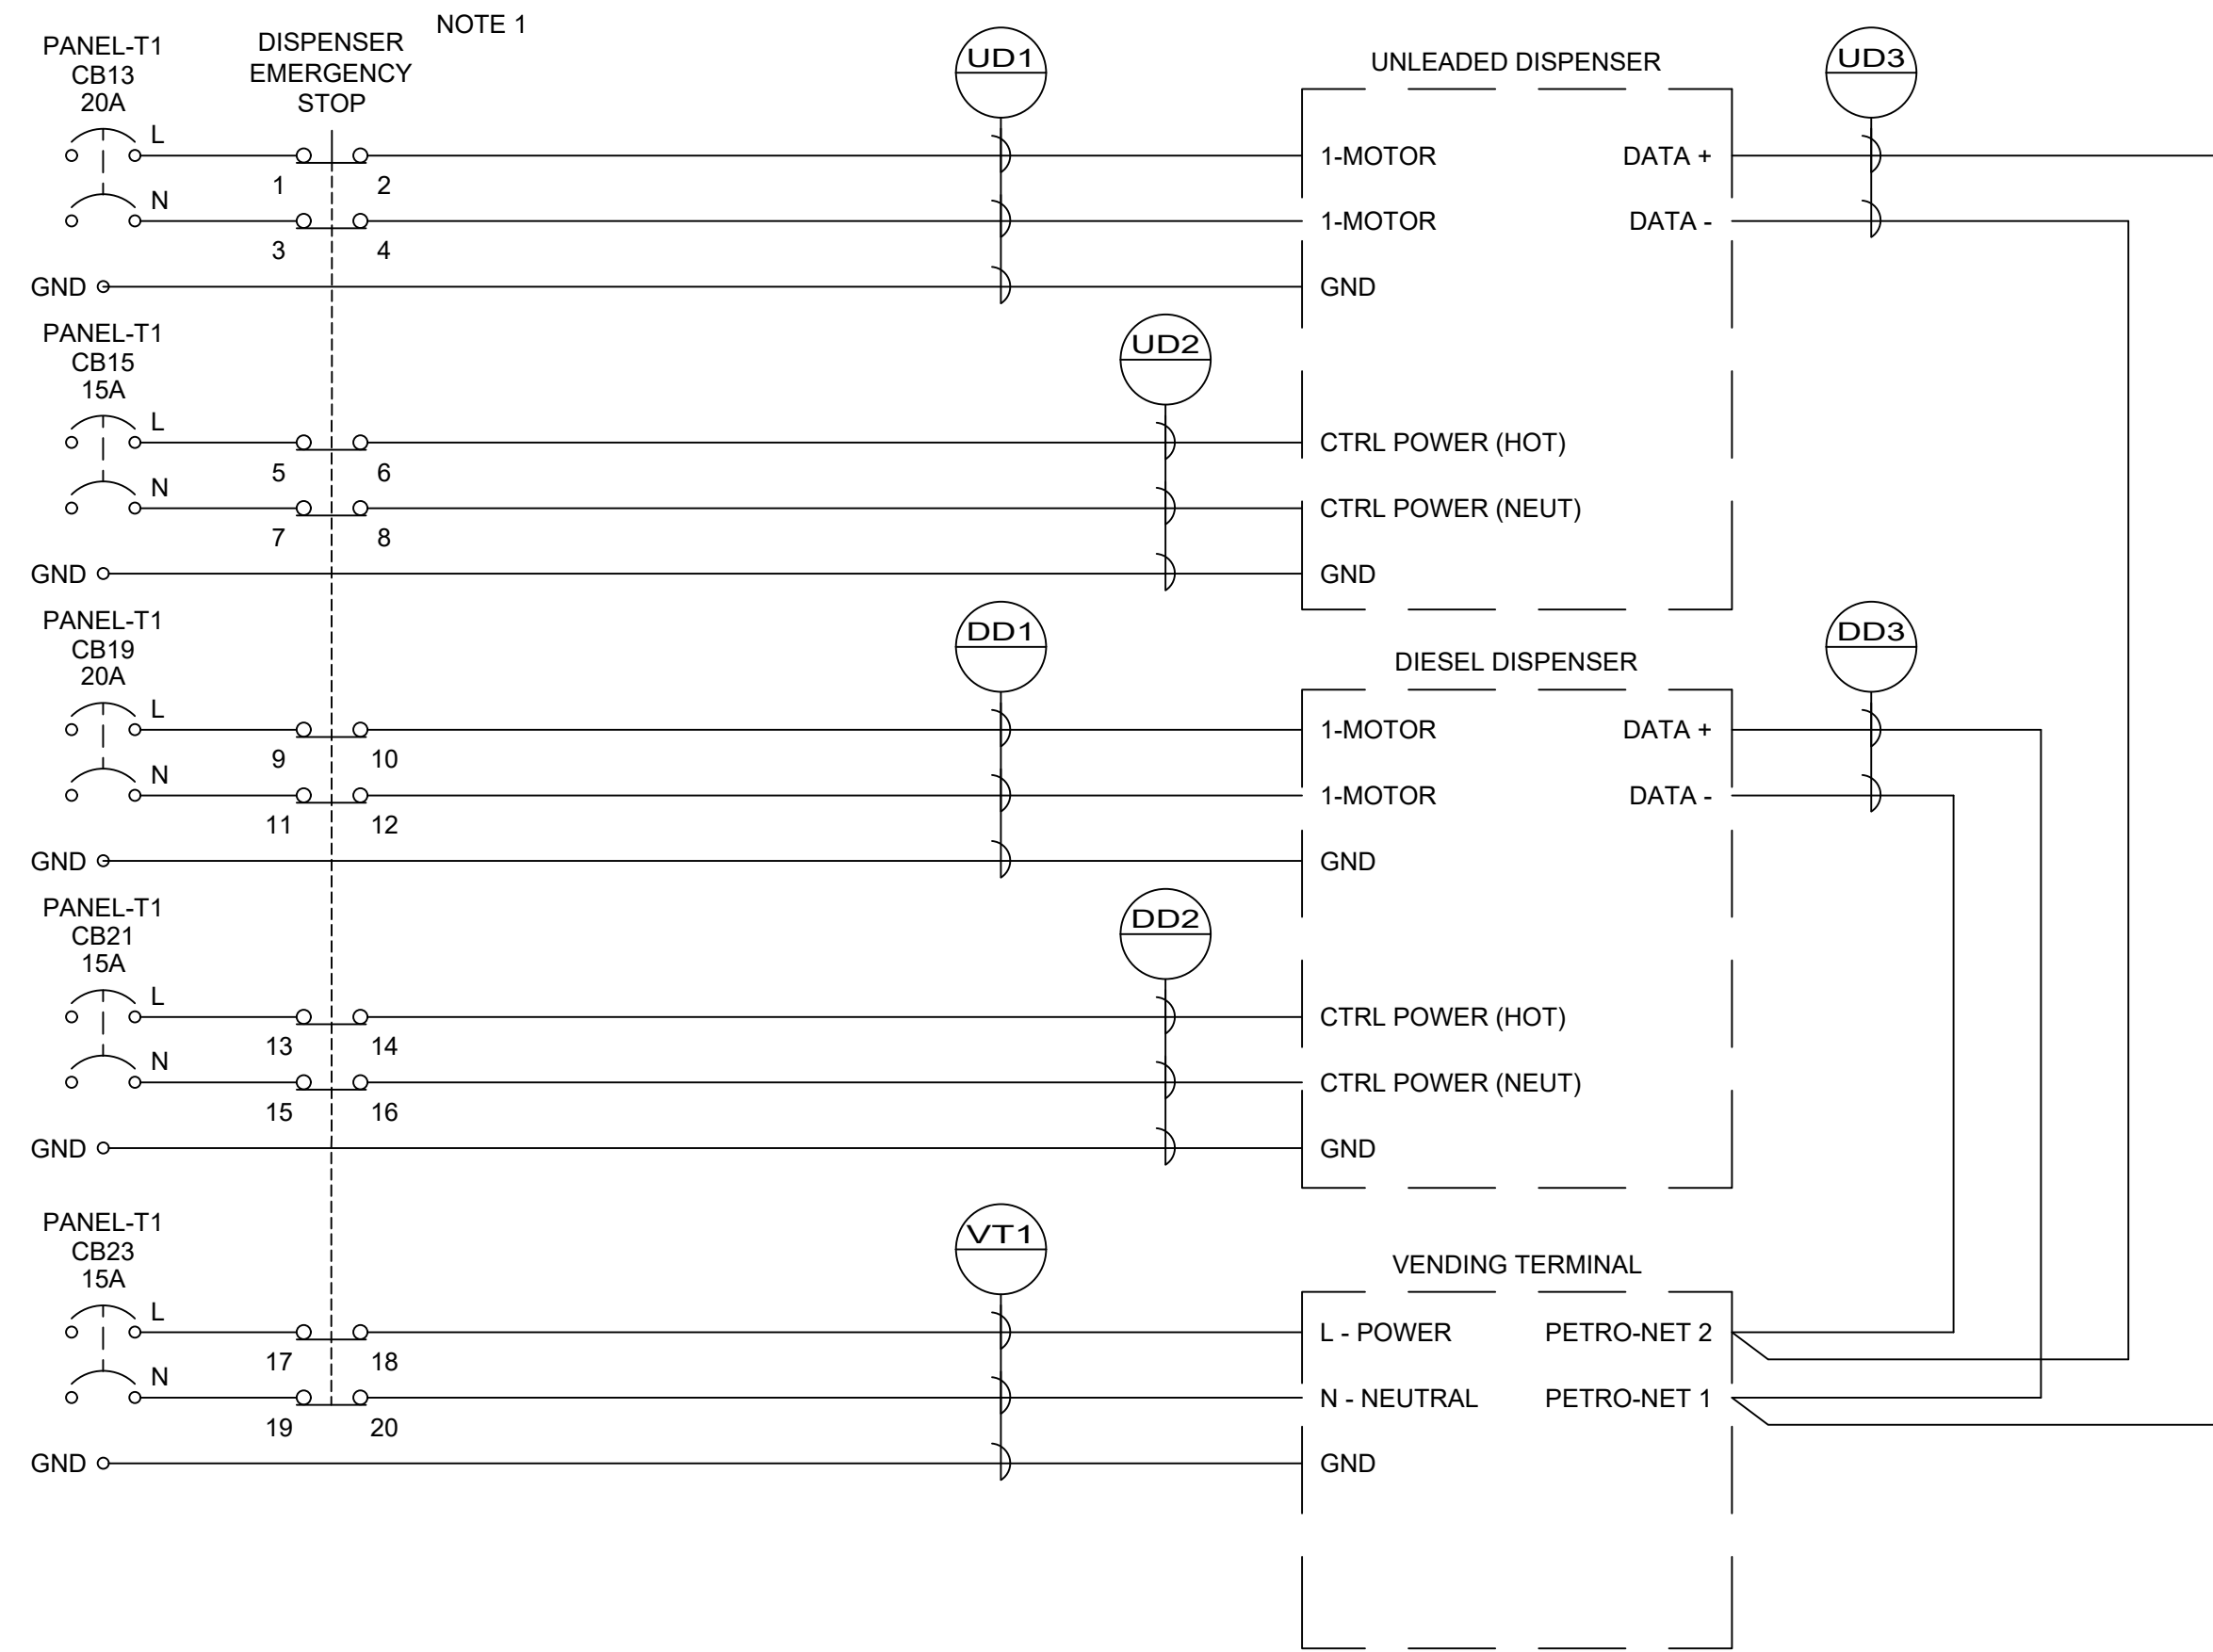 NOTE 1
PANEL-T1
CB13
20A
DISPENSER
EMERGENCY
STOP
UD1
UNLEADED DISPENSER
UD3
L
1-MOTOR
DATA +
1
2
N
1-MOTOR
DATA -
3
4
GND
GND
PANEL-T1
CB15
15A
UD2
L
CTRL POWER (HOT)
5
6
N
CTRL POWER (NEUT)
7
8
GND
GND
PANEL-T1
CB19
20A
DD1
DIESEL DISPENSER
DD3
L
1-MOTOR
DATA +
9
10
N
1-MOTOR
DATA -
11
12
GND
GND
PANEL-T1
CB21
15A
DD2
L
CTRL POWER (HOT)
13
14
N
CTRL POWER (NEUT)
15
16
GND
GND
PANEL-T1
CB23
15A
VT1
VENDING TERMINAL
L
L - POWER
PETRO-NET 2
17
18
N
N - NEUTRAL
PETRO-NET 1
19
20
GND
GND